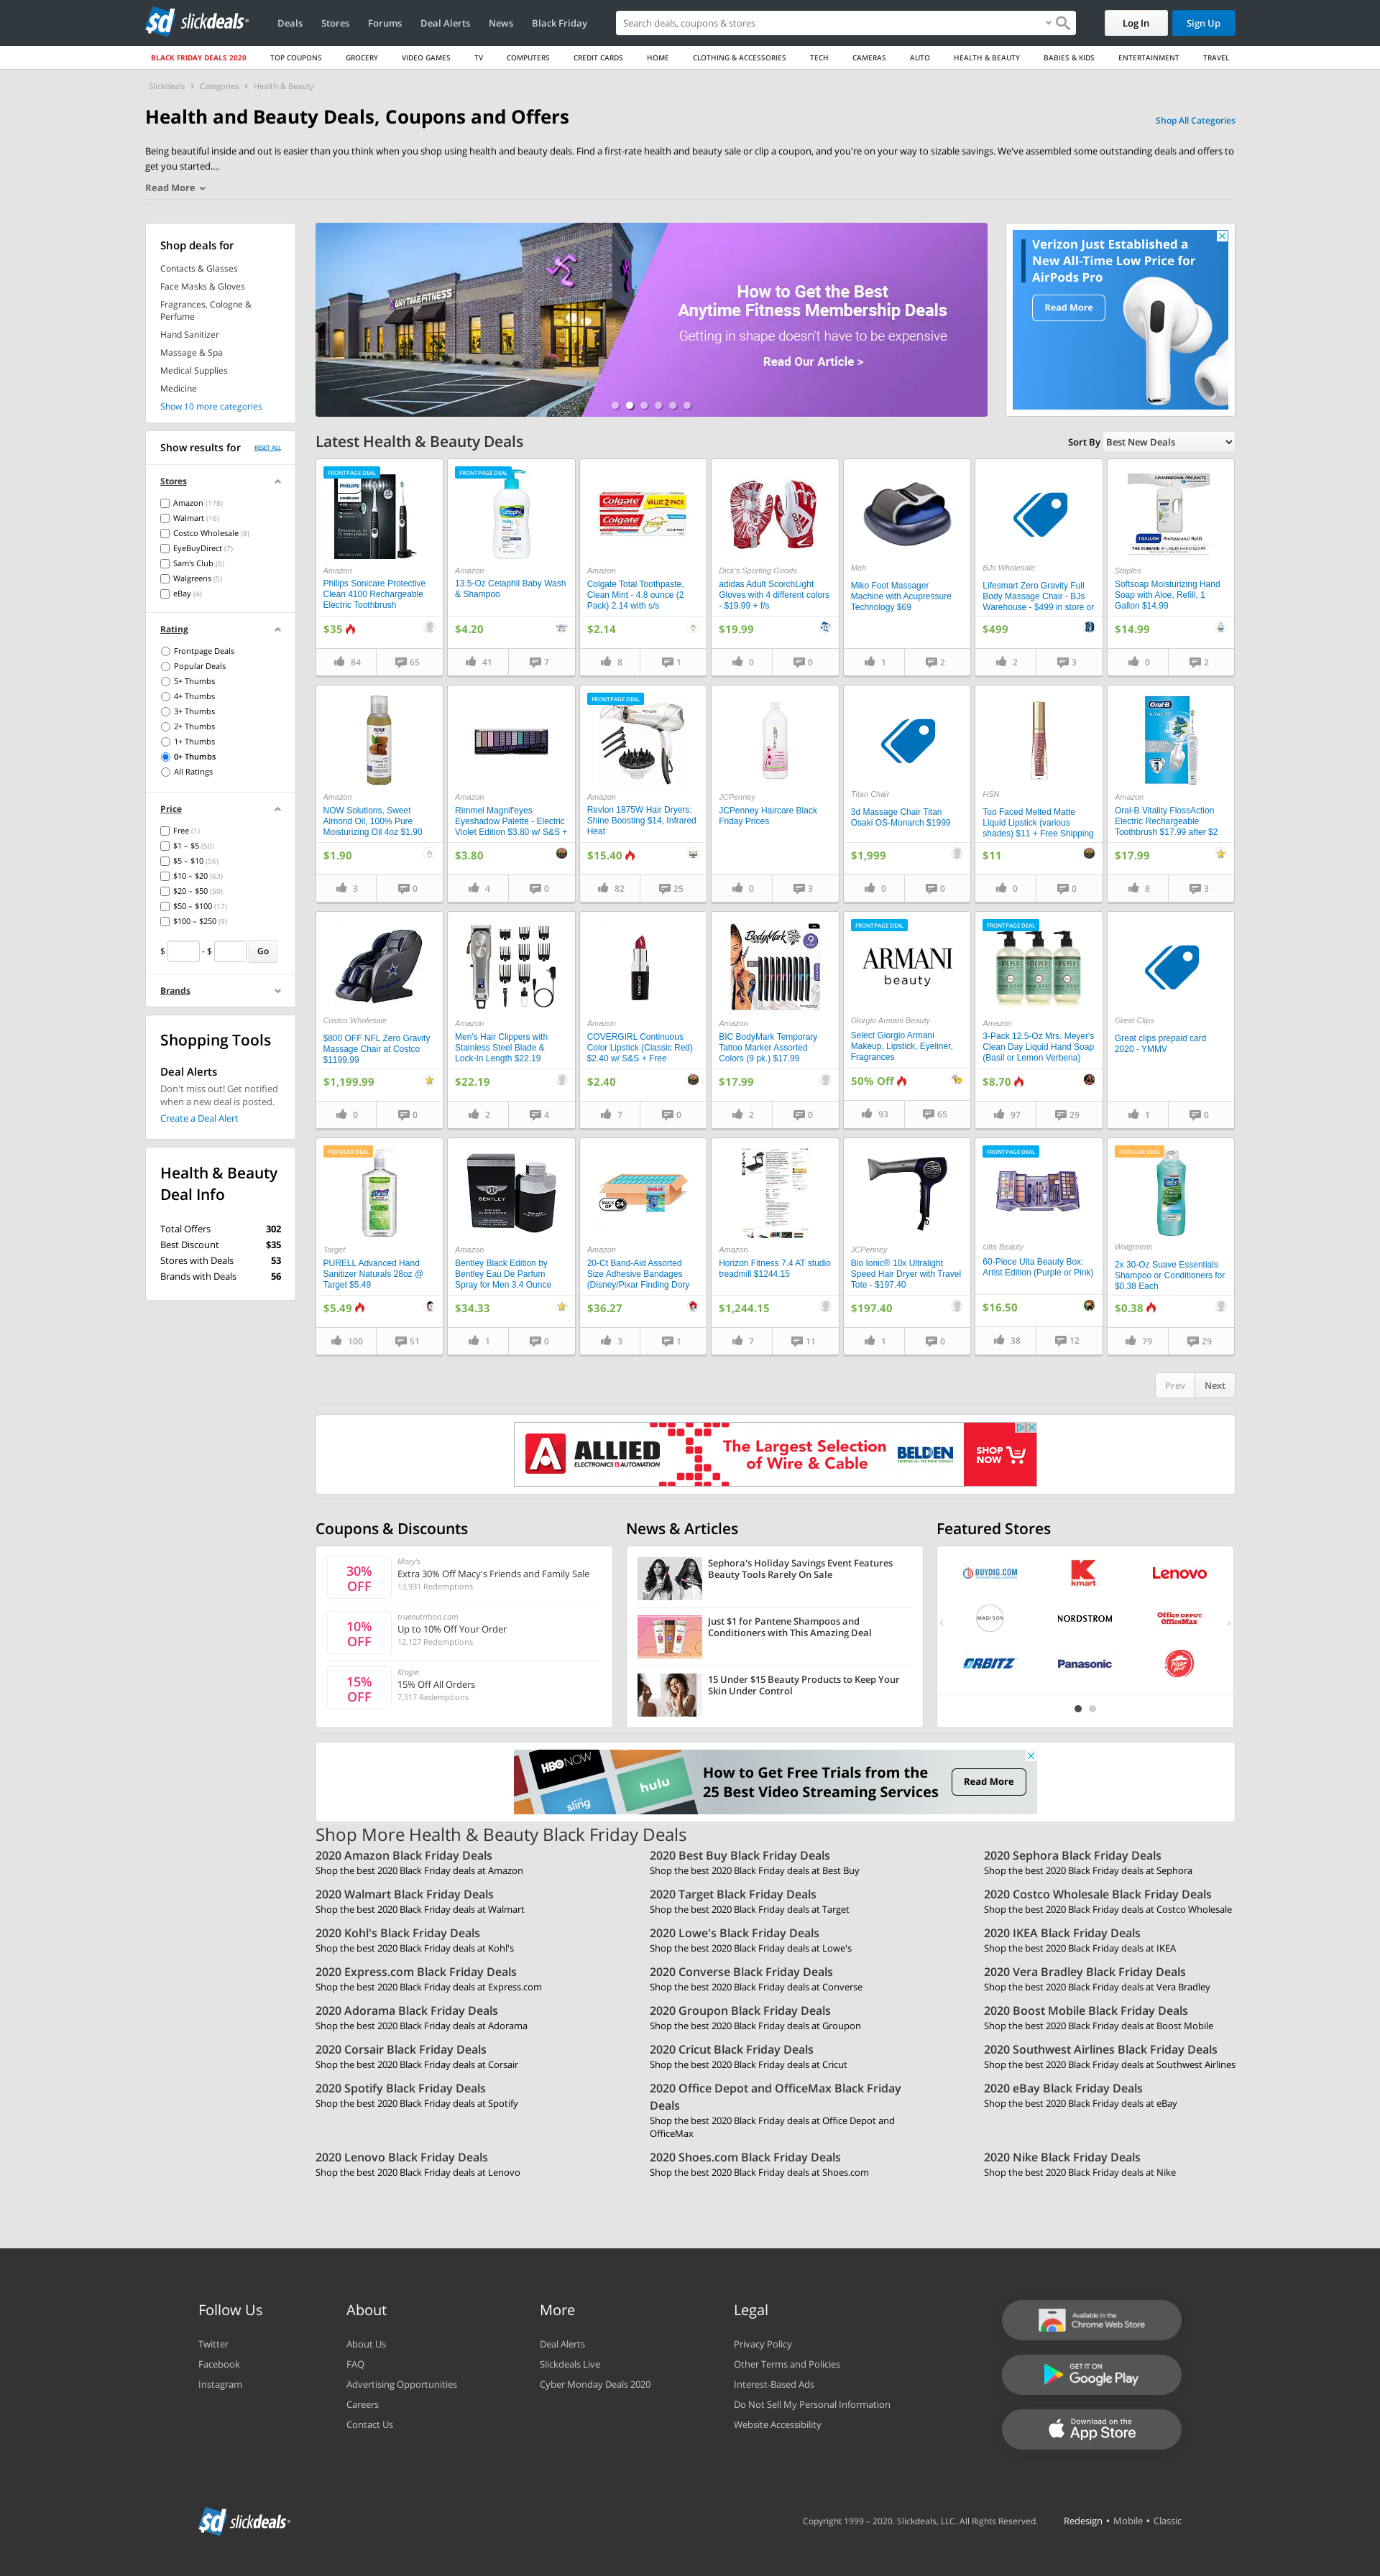 sd slickdeals
Deals
Stores
Forums
Deal Alerts
News
Black Friday
Search deals, coupons & stores
Log In
Sign Up
BLACK FRIDAY DEALS 2020
TOP COUPONS
GROCERY
VIDEO GAMES
TV
COMPUTERS
CREDIT CARDS
HOME
CLOTHING & ACCESSORIES
TECH
CAMERAS
AUTO
HEALTH & BEAUTY
BABIES & KIDS
ENTERTAINMENT
TRAVEL
Slickdeals > Categories > Health & Beauty
Health and Beauty Deals, Coupons and Offers
Shop All Categories
Being beautiful inside and out is easier than you think when you shop using health and beauty deals. Find a first-rate health and beauty sale or clip a coupon, and you're on your way to sizable savings. We've assembled some outstanding deals and offers to
get you started....
Read More
Shop deals for
Contacts & Glasses
Face Masks & Gloves
Fragrances, Cologne &
Perfume
Hand Sanitizer
Massage & Spa
Medical Supplies
Medicine
Show 10 more categories
Show results for
RESET ALL
Stores
Amazon (178)
Walmart (16)
Costco Wholesale (8)
EyeBuyDirect (7)
Sam's Club (6)
Walgreens (5)
eBay (4)
Rating
Frontpage Deals
Popular Deals
5+ Thumbs
4+ Thumbs
3+ Thumbs
2+ Thumbs
1+ Thumbs
0+ Thumbs
All Ratings
Price
Free (1)
$1 – $5 (50)
$5 – $10 (56)
$10 – $20 (63)
$20 – $50 (50)
$50 – $100 (17)
$100 – $250 (9)
$ - $ Go
Brands
Shopping Tools
Deal Alerts
Don't miss out! Get notified
when a new deal is posted.
Create a Deal Alert
Health & Beauty
Deal Info
Total Offers 302
Best Discount $35
Stores with Deals 53
Brands with Deals 56
ANYTIME FITNESS
How to Get the Best
Anytime Fitness Membership Deals
Getting in shape doesn't have to be expensive
Read Our Article >
Verizon Just Established a
New All-Time Low Price for
AirPods Pro
Read More
Latest Health & Beauty Deals
Sort By Best New Deals
FRONTPAGE DEAL
PHILIPS
sonicare
Amazon
Philips Sonicare Protective
Clean 4100 Rechargeable
Electric Toothbrush
$35
84 65
FRONTPAGE DEAL
Cetaphil
baby
Amazon
13.5-Oz Cetaphil Baby Wash
& Shampoo
$4.20
41 7
Colgate
VALUE 2 PACK
Colgate
Total
Amazon
Colgate Total Toothpaste,
Clean Mint - 4.8 ounce (2
Pack) 2.14 with s/s
$2.14
8 1
Dick's Sporting Goods
adidas Adult ScorchLight
Gloves with 4 different colors
- $19.99 + f/s
$19.99
0 0
Meh
Miko Foot Massager
Machine with Acupressure
Technology $69
1 2
BJs Wholesale
Lifesmart Zero Gravity Full
Body Massage Chair - BJs
Warehouse - $499 in store or
$499
2 3
PROFESSIONAL PRODUCTS
1 GALLON Professional Refill
THE #1 BRAND IN LIQUID HAND SOAPS
Staples
Softsoap Moisturizing Hand
Soap with Aloe, Refill, 1
Gallon $14.99
$14.99
0 2
NOW
Amazon
NOW Solutions, Sweet
Almond Oil, 100% Pure
Moisturizing Oil 4oz $1.90
$1.90
3 0
Amazon
Rimmel Magnif'eyes
Eyeshadow Palette - Electric
Violet Edition $3.80 w/ S&S +
$3.80
4 0
FRONTPAGE DEAL
Amazon
Revlon 1875W Hair Dryers:
Shine Boosting $14, Infrared
Heat
$15.40
82 25
JCPenney
JCPenney Haircare Black
Friday Prices
0 3
Titan Chair
3d Massage Chair Titan
Osaki OS-Monarch $1999
$1,999
0 0
HSN
Too Faced Melted Matte
Liquid Lipstick (various
shades) $11 + Free Shipping
$11
0 0
Oral-B
VITALITY
Amazon
Oral-B Vitality FlossAction
Electric Rechargeable
Toothbrush $17.99 after $2
$17.99
8 3
Costco Wholesale
$800 OFF NFL Zero Gravity
Massage Chair at Costco
$1199.99
$1,199.99
0 0
Amazon
Men's Hair Clippers with
Stainless Steel Blade &
Lock-In Length $22.19
$22.19
2 4
COVERGIRL
Amazon
COVERGIRL Continuous
Color Lipstick (Classic Red)
$2.40 w/ S&S + Free
$2.40
7 0
BodyMark
9
Amazon
BIC BodyMark Temporary
Tattoo Marker Assorted
Colors (9 pk.) $17.99
$17.99
2 0
FRONTPAGE DEAL
ARMANI
beauty
Giorgio Armani Beauty
Select Giorgio Armani
Makeup, Lipstick, Eyeliner,
Fragrances
50% Off
93 65
FRONTPAGE DEAL
MEYER'S
HAND SOAP
Amazon
3-Pack 12.5-Oz Mrs. Meyer's
Clean Day Liquid Hand Soap
(Basil or Lemon Verbena)
$8.70
97 29
Great Clips
Great clips prepaid card
2020 - YMMV
1 0
POPULAR DEAL
PURELL
Target
PURELL Advanced Hand
Sanitizer Naturals 28oz @
Target $5.49
$5.49
100 51
BENTLEY
Amazon
Bentley Black Edition by
Bentley Eau De Parfum
Spray for Men 3.4 Ounce
$34.33
1 0
PACK OF 24
Amazon
20-Ct Band-Aid Assorted
Size Adhesive Bandages
(Disney/Pixar Finding Dory
$36.27
3 1
Amazon
Horizon Fitness 7.4 AT studio
treadmill $1244.15
$1,244.15
7 11
JCPenney
Bio Ionic® 10x Ultralight
Speed Hair Dryer with Travel
Tote - $197.40
$197.40
1 0
FRONTPAGE DEAL
Ulta Beauty
60-Piece Ulta Beauty Box:
Artist Edition (Purple or Pink)
$16.50
38 12
POPULAR DEAL
Suave
Walgreens
2x 30-Oz Suave Essentials
Shampoo or Conditioners for
$0.38 Each
$0.38
79 29
Prev Next
ALLIED
ELECTRONICS & AUTOMATION
The Largest Selection
of Wire & Cable
BELDEN
SENDING ALL THE RIGHT SIGNALS
SHOP
NOW
Coupons & Discounts
30%
OFF
Macy's
Extra 30% Off Macy's Friends and Family Sale
13,931 Redemptions
10%
OFF
truenutrition.com
Up to 10% Off Your Order
12,127 Redemptions
15%
OFF
Kroger
15% Off All Orders
7,517 Redemptions
News & Articles
Sephora's Holiday Savings Event Features
Beauty Tools Rarely On Sale
Just $1 for Pantene Shampoos and
Conditioners with This Amazing Deal
15 Under $15 Beauty Products to Keep Your
Skin Under Control
Featured Stores
BUYDIG.COM
kmart
Lenovo
MADISON
NORDSTROM
OFFICE DEPOT
OfficeMax
ORBITZ
Panasonic
Pizza Hut
HBO NOW
hulu
sling
How to Get Free Trials from the
25 Best Video Streaming Services
Read More
Shop More Health & Beauty Black Friday Deals
2020 Amazon Black Friday Deals
Shop the best 2020 Black Friday deals at Amazon
2020 Best Buy Black Friday Deals
Shop the best 2020 Black Friday deals at Best Buy
2020 Sephora Black Friday Deals
Shop the best 2020 Black Friday deals at Sephora
2020 Walmart Black Friday Deals
Shop the best 2020 Black Friday deals at Walmart
2020 Target Black Friday Deals
Shop the best 2020 Black Friday deals at Target
2020 Costco Wholesale Black Friday Deals
Shop the best 2020 Black Friday deals at Costco Wholesale
2020 Kohl's Black Friday Deals
Shop the best 2020 Black Friday deals at Kohl's
2020 Lowe's Black Friday Deals
Shop the best 2020 Black Friday deals at Lowe's
2020 IKEA Black Friday Deals
Shop the best 2020 Black Friday deals at IKEA
2020 Express.com Black Friday Deals
Shop the best 2020 Black Friday deals at Express.com
2020 Converse Black Friday Deals
Shop the best 2020 Black Friday deals at Converse
2020 Vera Bradley Black Friday Deals
Shop the best 2020 Black Friday deals at Vera Bradley
2020 Adorama Black Friday Deals
Shop the best 2020 Black Friday deals at Adorama
2020 Groupon Black Friday Deals
Shop the best 2020 Black Friday deals at Groupon
2020 Boost Mobile Black Friday Deals
Shop the best 2020 Black Friday deals at Boost Mobile
2020 Corsair Black Friday Deals
Shop the best 2020 Black Friday deals at Corsair
2020 Cricut Black Friday Deals
Shop the best 2020 Black Friday deals at Cricut
2020 Southwest Airlines Black Friday Deals
Shop the best 2020 Black Friday deals at Southwest Airlines
2020 Spotify Black Friday Deals
Shop the best 2020 Black Friday deals at Spotify
2020 Office Depot and OfficeMax Black Friday
Deals
Shop the best 2020 Black Friday deals at Office Depot and
OfficeMax
2020 eBay Black Friday Deals
Shop the best 2020 Black Friday deals at eBay
2020 Lenovo Black Friday Deals
Shop the best 2020 Black Friday deals at Lenovo
2020 Shoes.com Black Friday Deals
Shop the best 2020 Black Friday deals at Shoes.com
2020 Nike Black Friday Deals
Shop the best 2020 Black Friday deals at Nike
Follow Us
Twitter
Facebook
Instagram
About
About Us
FAQ
Advertising Opportunities
Careers
Contact Us
More
Deal Alerts
Slickdeals Live
Cyber Monday Deals 2020
Legal
Privacy Policy
Other Terms and Policies
Interest-Based Ads
Do Not Sell My Personal Information
Website Accessibility
Available in the
Chrome Web Store
GET IT ON
Google Play
Download on the
App Store
sd slickdeals
Copyright 1999 – 2020. Slickdeals, LLC. All Rights Reserved.
Redesign • Mobile • Classic